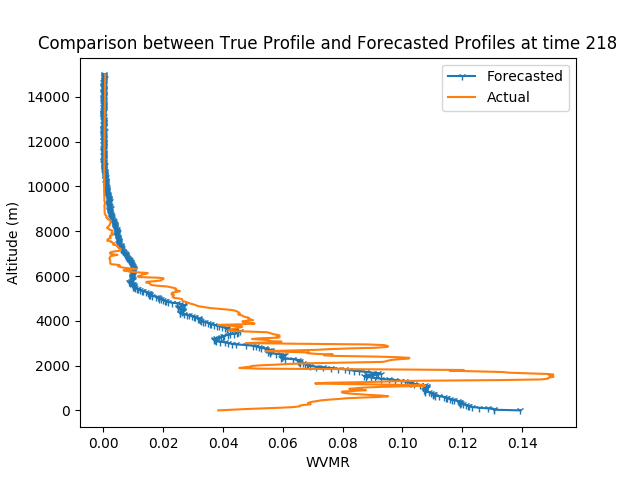 Comparison between True Profile and Forecasted Profiles at time 218
Forecasted
Actual
Altitude (m)
14000
12000
10000
8000
6000
4000
2000
0
0.00 0.02 0.04 0.06 0.08 0.10 0.12 0.14
WVMR